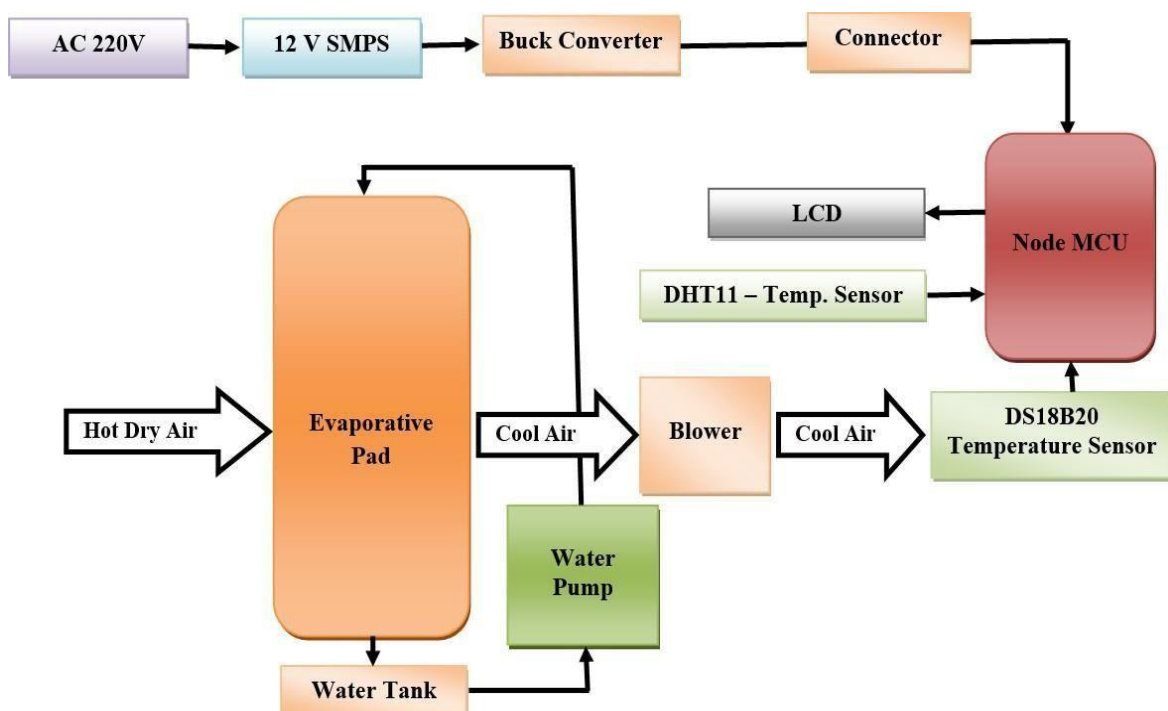 AC 220V
12 V SMPS
Buck Converter
Connector
LCD
Node MCU
DHT11 – Temp. Sensor
Hot Dry Air
Evaporative
Pad
Cool Air
Blower
Cool Air
DS18B20
Temperature Sensor
Water
Pump
Water Tank